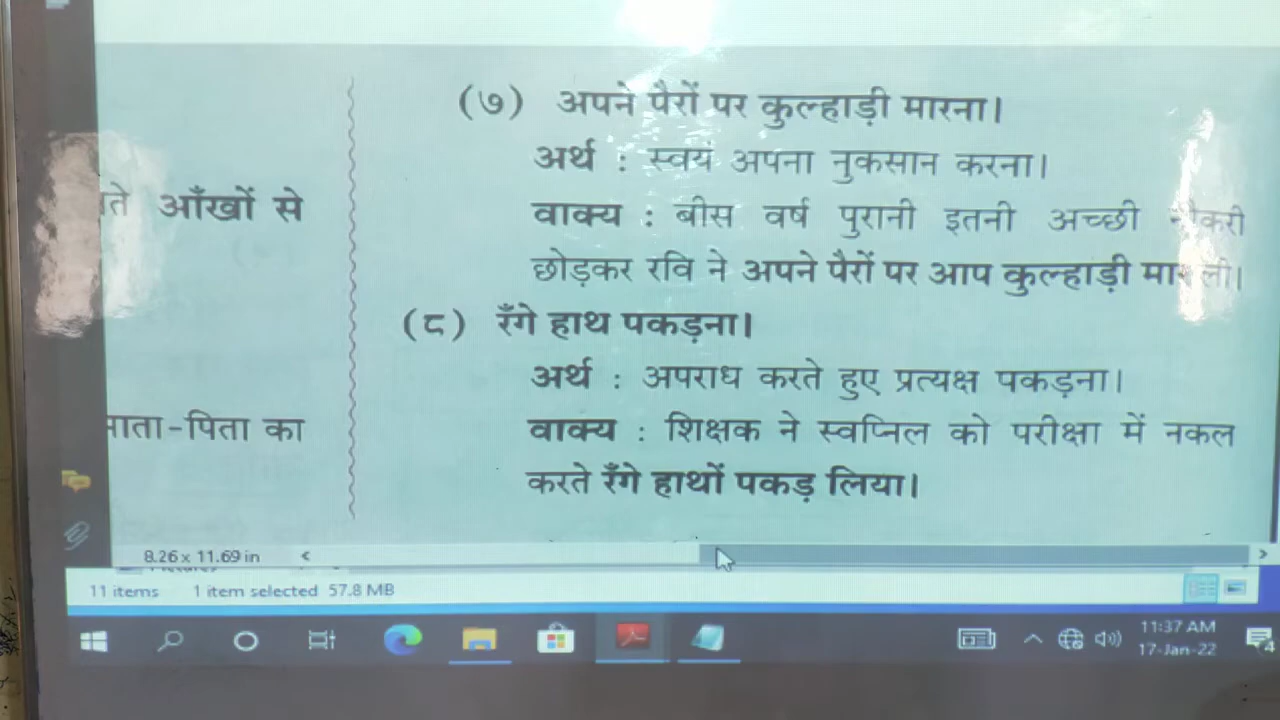 (७) अपने पैरों पर कुल्हाड़ी मारना।
अर्थ : स्वयं अपना नुकसान करना।
वाक्य : बीस वर्ष पुरानी इतनी अच्छी
छोड़कर रवि ने अपने पैरों पर आप कुल्हाड़ी मार ली।
(८) रँगे हाथ पकड़ना।
अर्थ : अपराध करते हुए प्रत्यक्ष पकड़ना।
वाक्य : शिक्षक ने स्वप्निल को परीक्षा में नकल
करते रँगे हाथों पकड़ लिया।
आँखों से
माता-पिता का
8.26 x 11.69 in
11 items 1 item selected 57.8 MB
11:37 AM
17-Jan-22
4